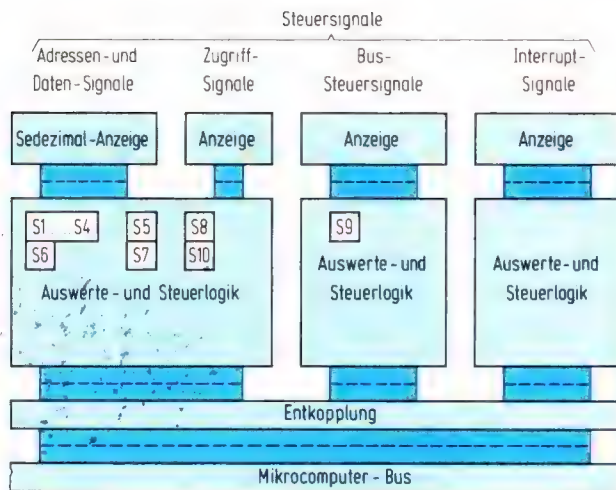 Steuersignale
Adressen- und
Daten-Signale
Zugriff-
Signale
Bus-
Steuersignale
Interrupt-
Signale
Sedezimal-Anzeige
Anzeige
Anzeige
Anzeige
S1...S4
S5
S8
S6
S7
S10
Auswerte- und Steuerlogik
S9
Auswerte- und
Steuerlogik
Auswerte- und
Steuerlogik
Entkopplung
Mikrocomputer-Bus